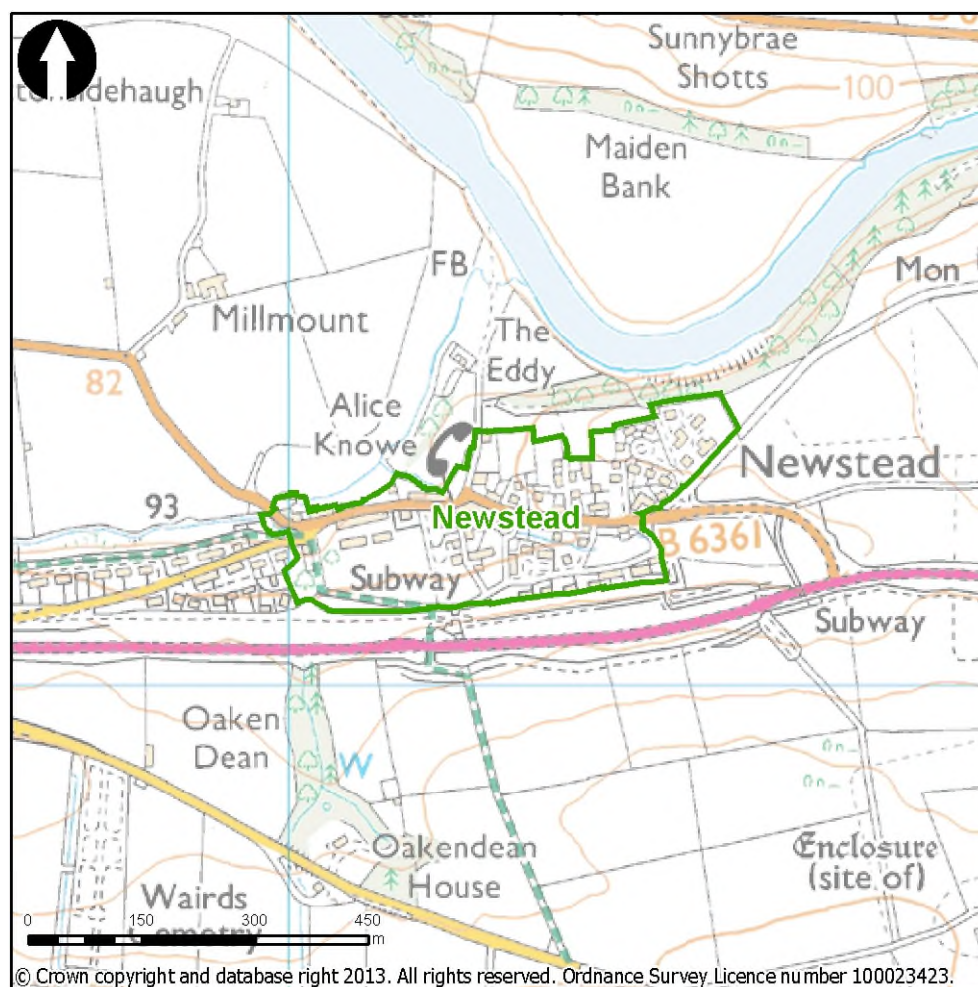 Sunnybrae
Shotts
100
Maiden
Bank
FB
Mon
Millmount
The
Eddy
82
Alice
Knowe
Newstead
93
Newstead
B 6361
Subway
Subway
Oaken
Dean
W
Oakendean
House
Enclosure
(site of)
Wairds
Cemetry
0 150 300 450
m
© Crown copyright and database right 2013. All rights reserved. Ordnance Survey Licence number 100023423.